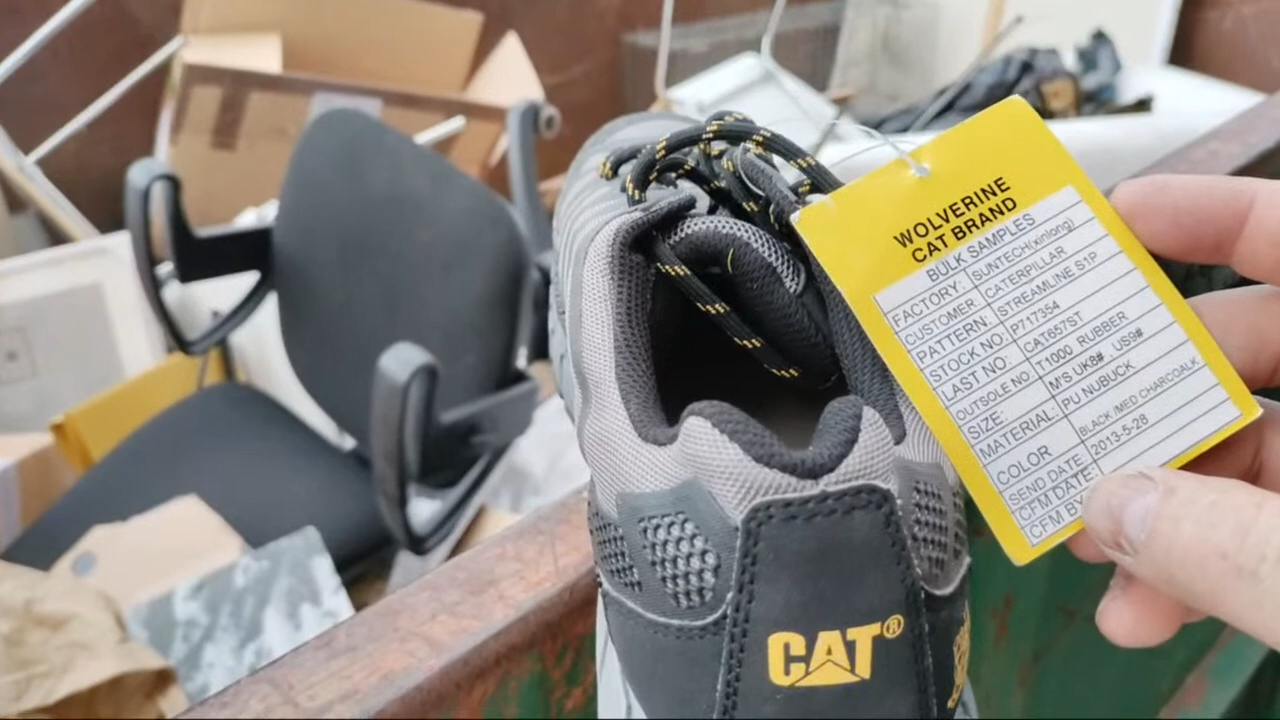 WOLVERINE
CAT BRAND
BULK SAMPLES
FACTORY: SUNTECH(xinlong)
CUSTOMER: CATERPILLAR
PATTERN: STREAMLINE S1P
STOCK NO: P717354
LAST NO: CAT657ST
OUTSOLE NO: T1000 RUBBER
SIZE: M'S UK8#, US9#
MATERIAL: PU NUBUCK
COLOR BLACK /MED CHARCOALK
SEND DATE: 2013-5-28
CFM DATE:
CFM BY
CAT®